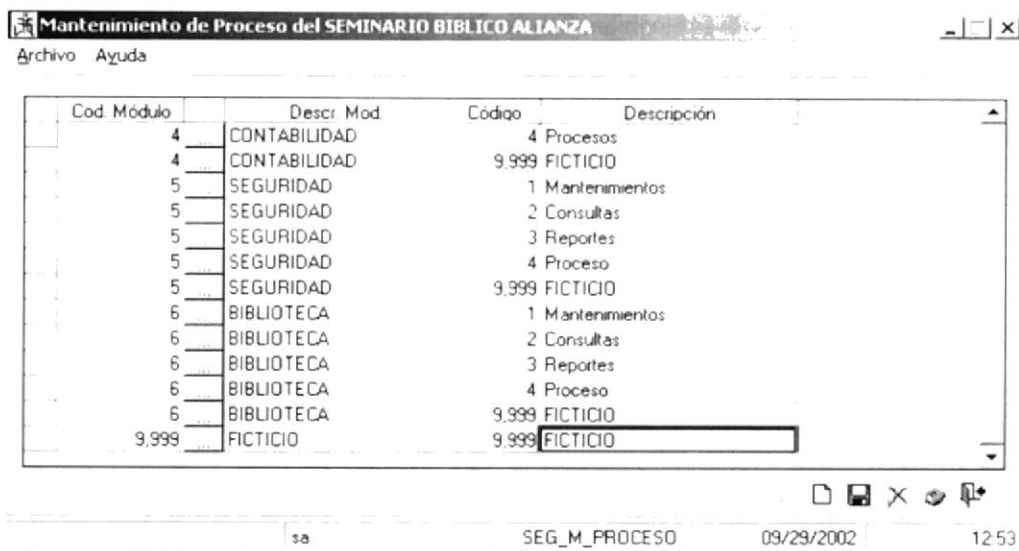 Mantenimiento de Proceso del SEMINARIO BIBLICO ALIANZA
Archivo Ayuda
Cod. Módulo Descr. Mod. Código Descripción
4 ... CONTABILIDAD 4 Procesos
4 ... CONTABILIDAD 9,999 FICTICIO
5 ... SEGURIDAD 1 Mantenimientos
5 ... SEGURIDAD 2 Consultas
5 ... SEGURIDAD 3 Reportes
5 ... SEGURIDAD 4 Proceso
5 ... SEGURIDAD 9,999 FICTICIO
6 ... BIBLIOTECA 1 Mantenimientos
6 ... BIBLIOTECA 2 Consultas
6 ... BIBLIOTECA 3 Reportes
6 ... BIBLIOTECA 4 Proceso
6 ... BIBLIOTECA 9,999 FICTICIO
9,999 ... FICTICIO 9,999 FICTICIO
sa SEG_M_PROCESO 09/29/2002 12:53